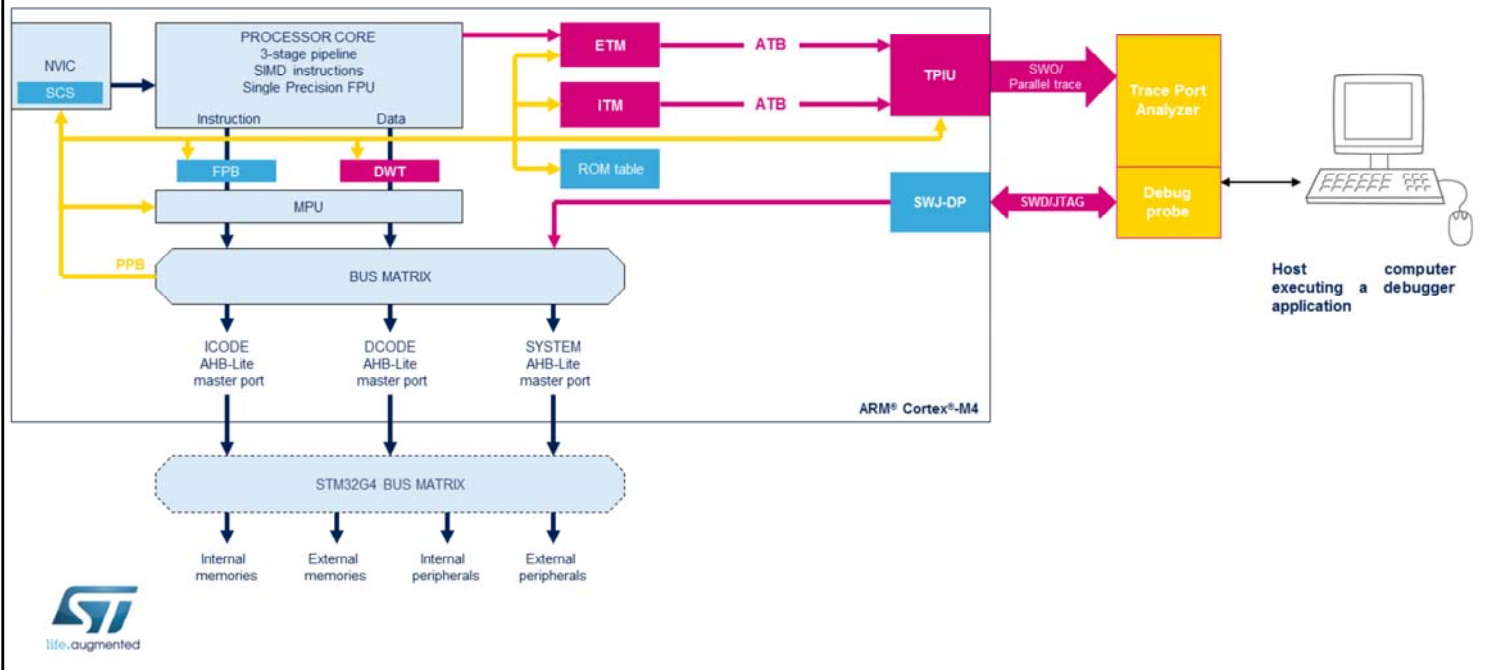 NVIC
SCS
PROCESSOR CORE
3-stage pipeline
SIMD instructions
Single Precision FPU
Instruction
Data
ETM
ATB
ITM
ATB
TPIU
SWO/
Parallel trace
Trace Port
Analyzer
FPB
DWT
ROM table
MPU
SWJ-DP
SWD/JTAG
Debug
probe
PPB
BUS MATRIX
Host computer
executing a debugger
application
ICODE
AHB-Lite
master port
DCODE
AHB-Lite
master port
SYSTEM
AHB-Lite
master port
ARM® Cortex®-M4
STM32G4 BUS MATRIX
Internal
memories
External
memories
Internal
peripherals
External
peripherals
ST
life.augmented